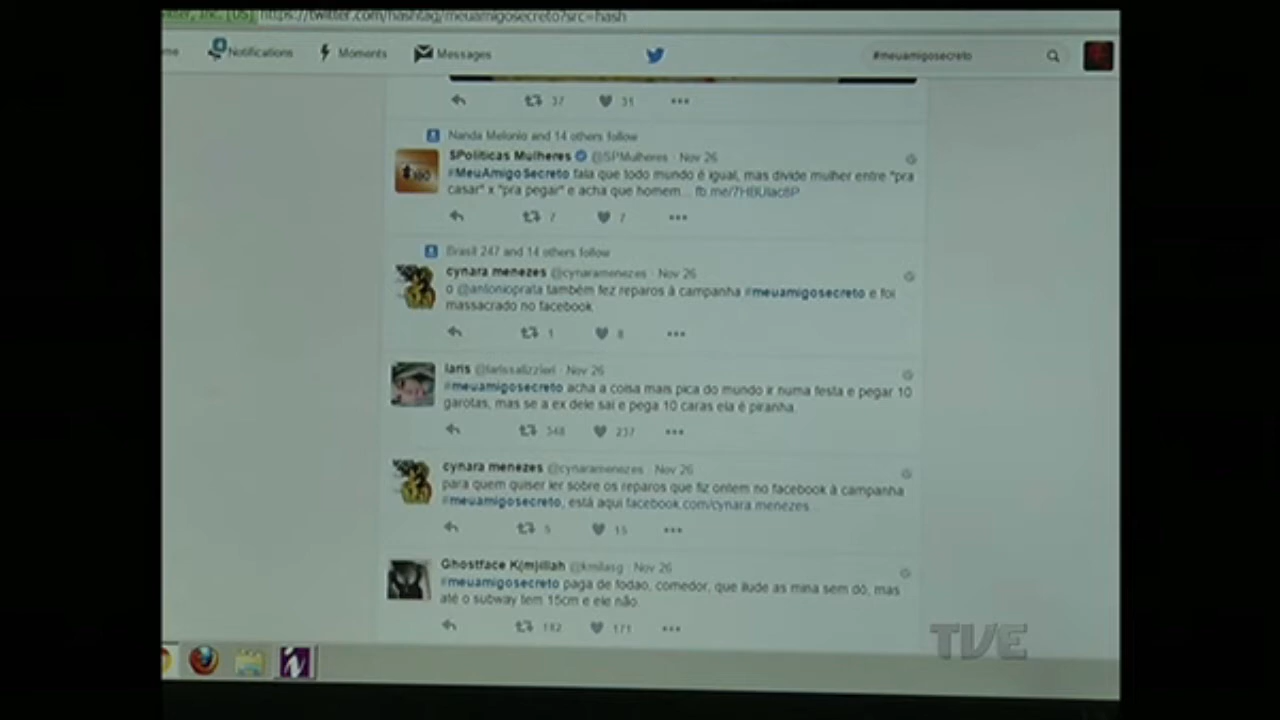 https://twitter.com/hashtag/meuamigosecreto?src=hash
Notifications Moments Messages #meuamigosecreto
37 31
Nanda Melonio and 14 others follow
SPolíticas Mulheres @SPMulheres · Nov 26
#MeuAmigoSecreto fala que todo mundo é igual, mas divide mulher entre "pra
casar" x "pra pegar" e acha que homem...
7 7
Brasil 247 and 14 others follow
cynara menezes @cynaramenezes · Nov 26
o @antonioprata também fez reparos à campanha #meuamigosecreto e foi
massacrado no facebook
1 8
laris @larissalizzieri · Nov 26
#meuamigosecreto acha a coisa mais pica do mundo ir numa festa e pegar 10
garotas, mas se a ex dele sai e pega 10 caras ela é piranha.
348 237
cynara menezes @cynaramenezes · Nov 26
para quem quiser ler sobre os reparos que fiz ontem no facebook à campanha
#meuamigosecreto, está aqui facebook.com/cynara.menezes...
5 15
Ghostface K(m)illah @kmilasg · Nov 26
#meuamigosecreto paga de fodao, comedor, que ilude as mina sem dó, mas
até o subway tem 15cm e ele não.
182 171
TVE